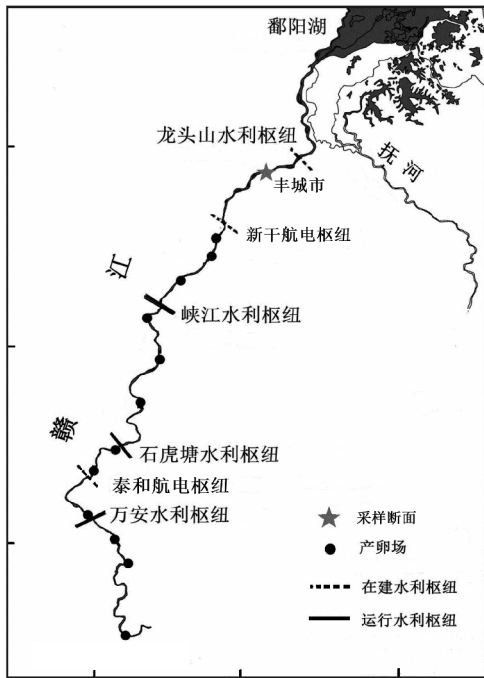 鄱阳湖
龙头山水利枢纽
抚河
丰城市
新干航电枢纽
江
峡江水利枢纽
赣
石虎塘水利枢纽
泰和航电枢纽
万安水利枢纽
采样断面
产卵场
在建水利枢纽
运行水利枢纽